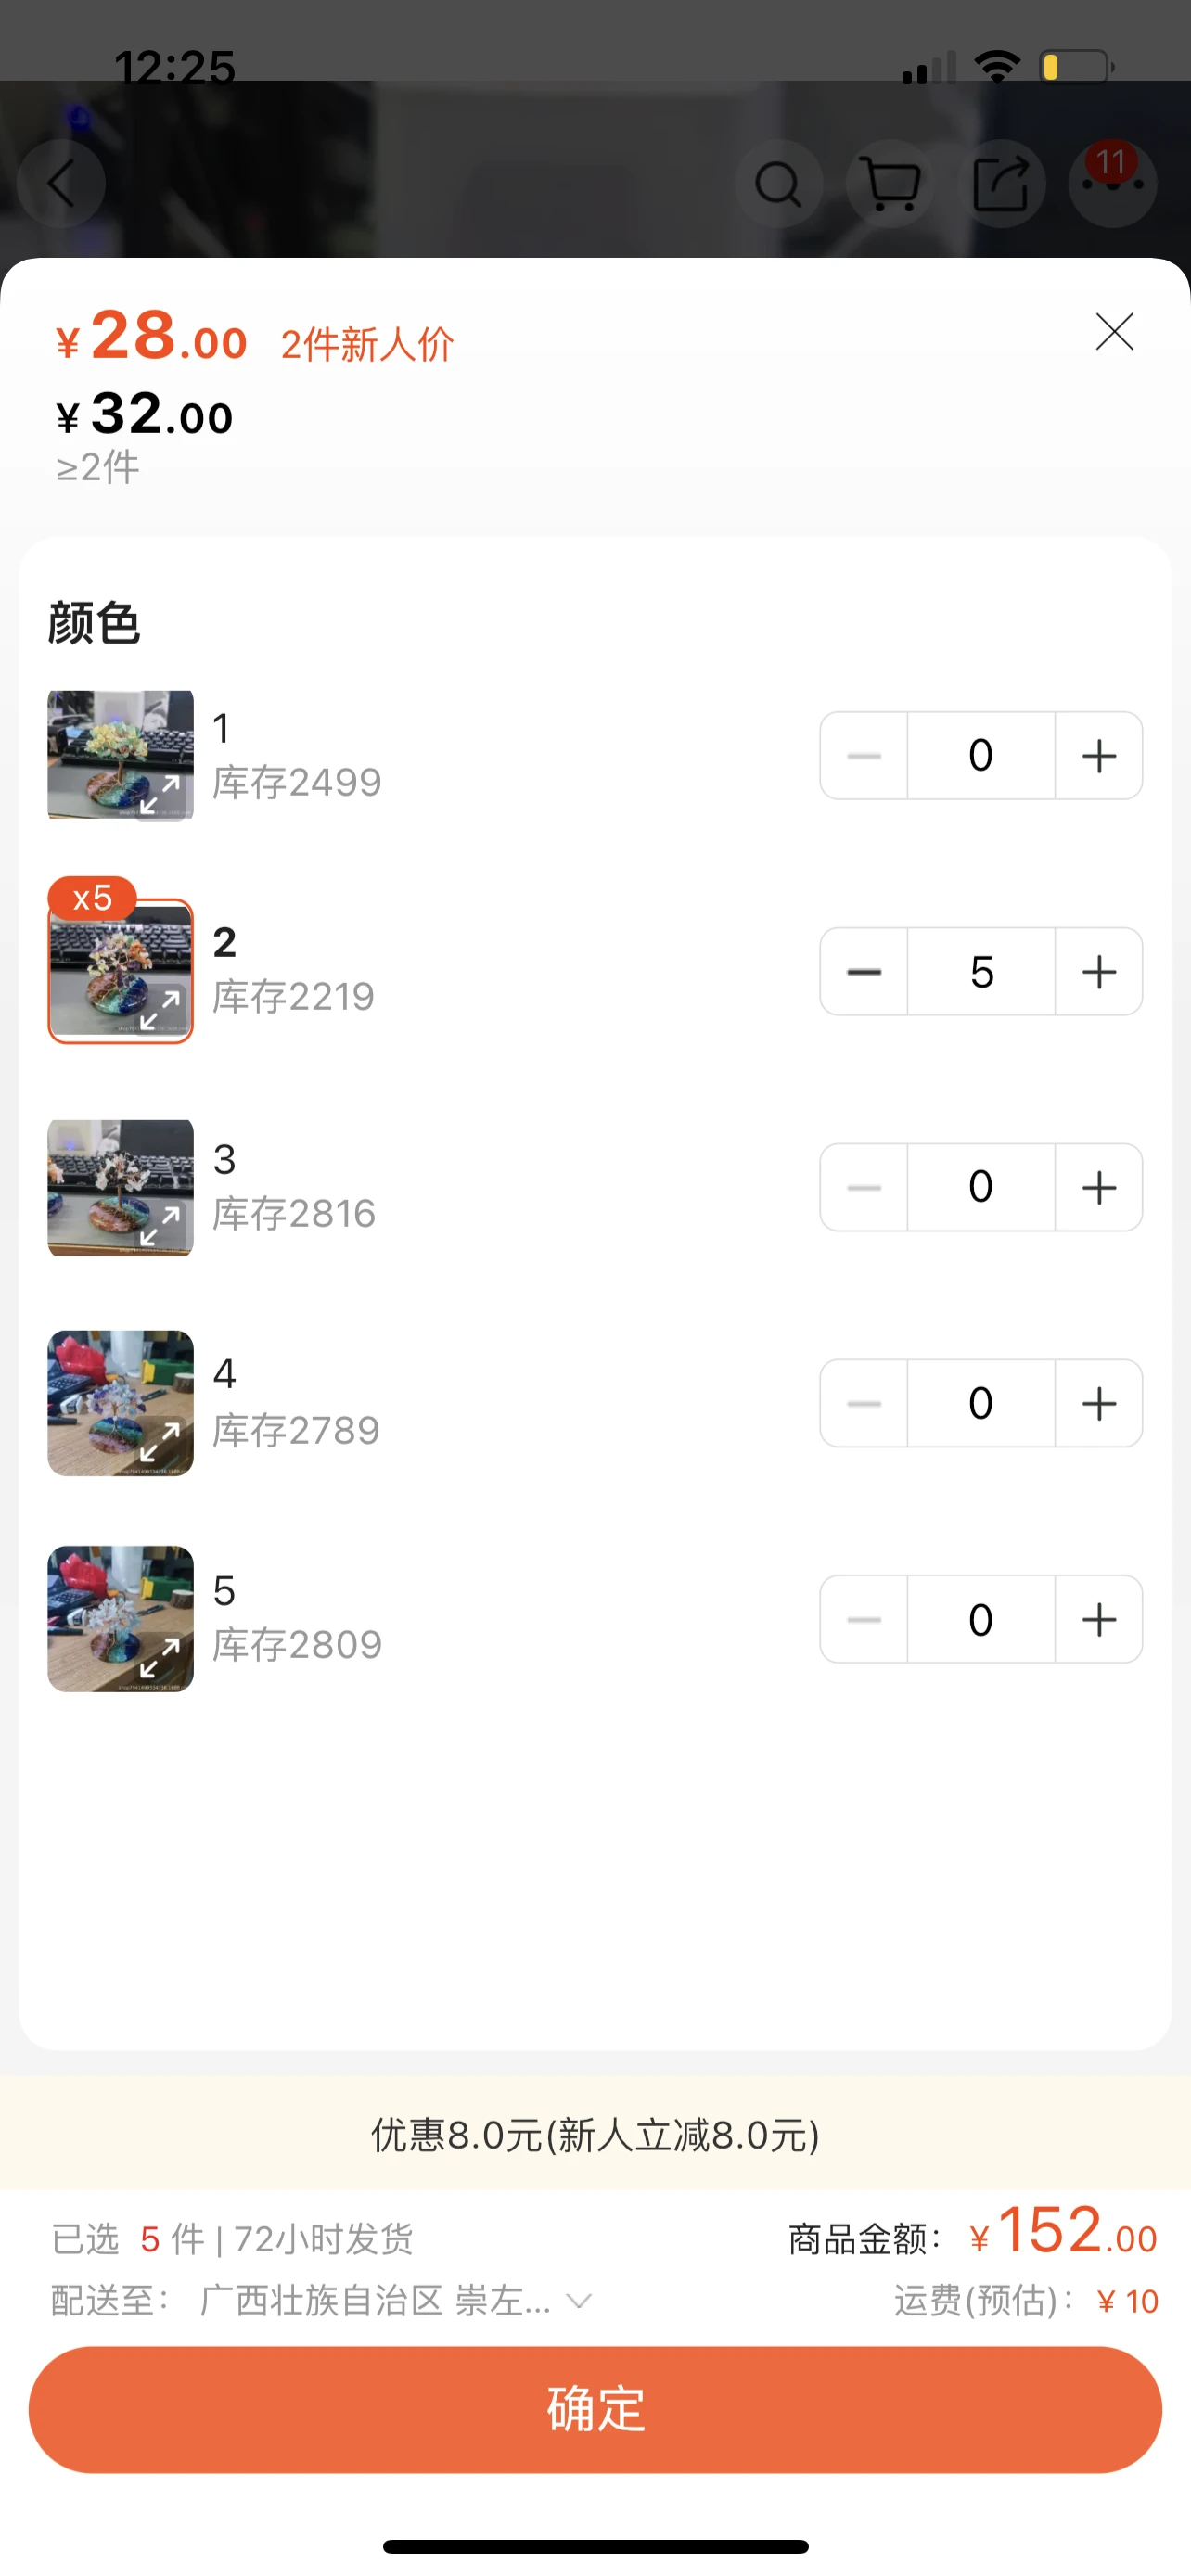 12:25
11
¥28.00 2件新人价
¥32.00
≥2件
颜色
1
库存2499
0
x5
2
库存2219
5
3
库存2816
0
4
库存2789
0
5
库存2809
0
优惠8.0元(新人立减8.0元)
已选 5 件 | 72小时发货 商品金额: ¥152.00
配送至: 广西壮族自治区 崇左... 运费(预估): ¥10
确定